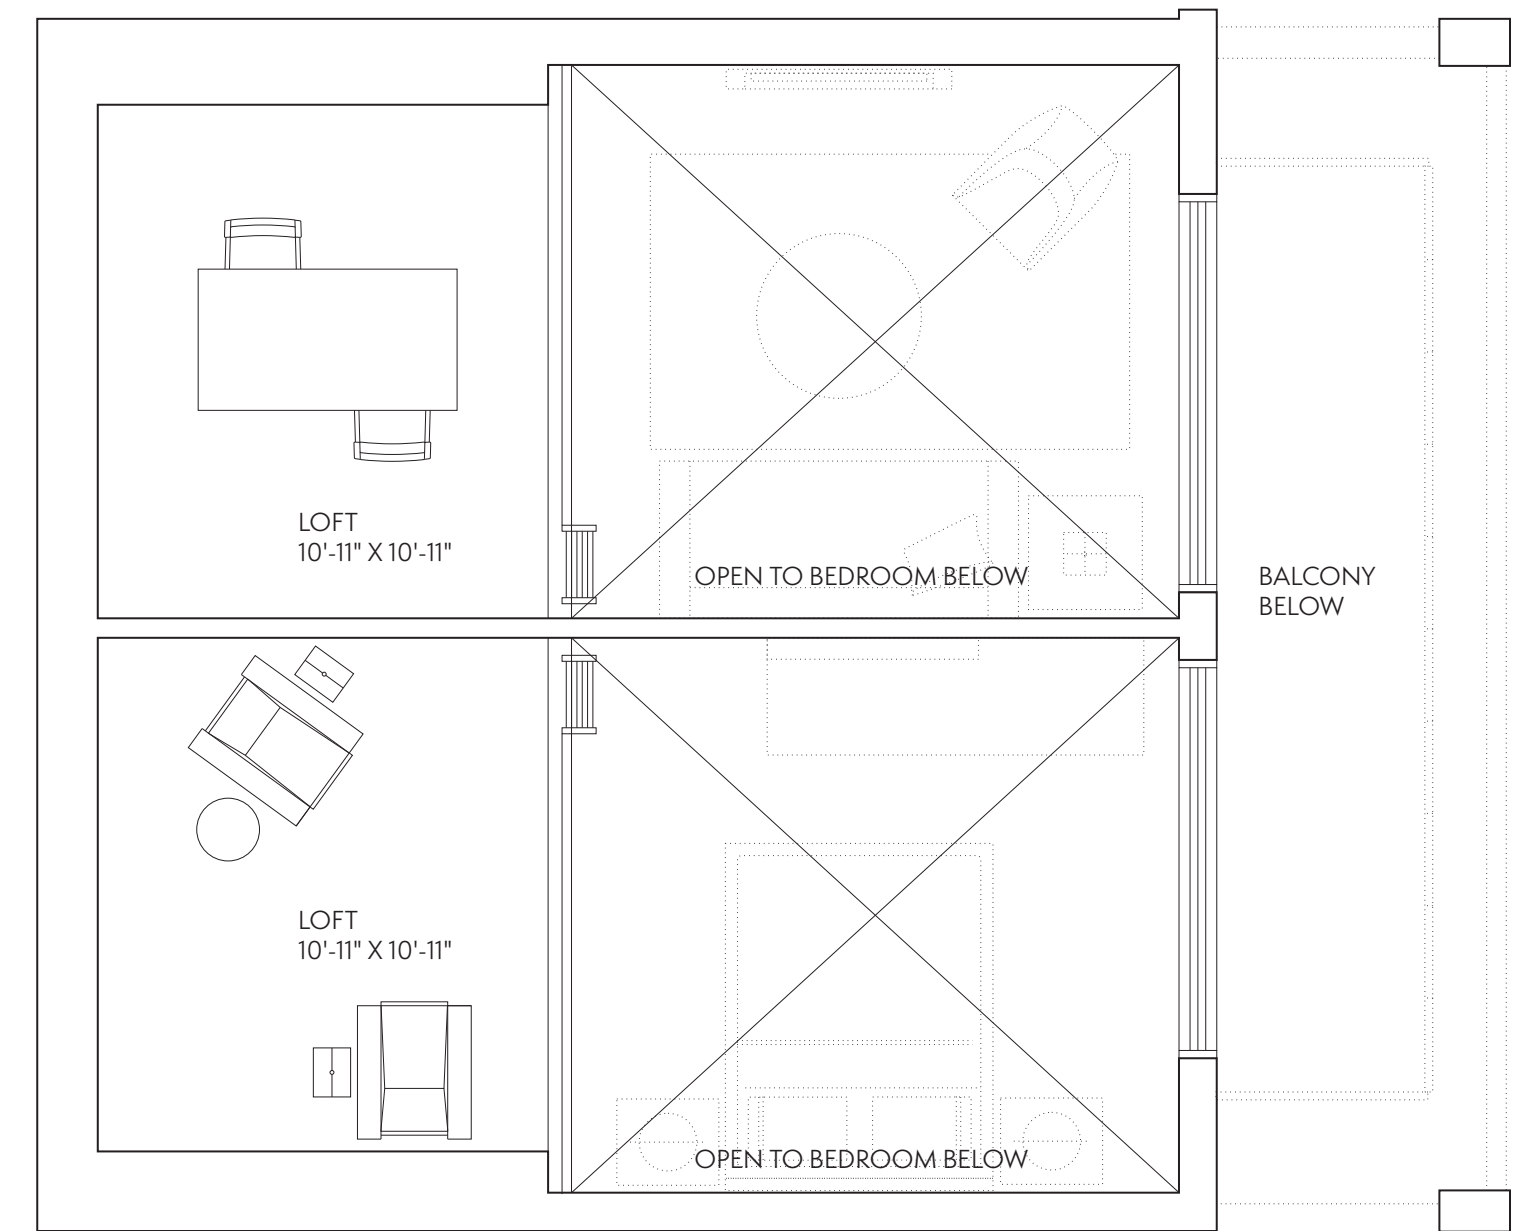 LOFT
10'-11" X 10'-11"
OPEN TO BEDROOM BELOW
BALCONY
BELOW
LOFT
10'-11" X 10'-11"
OPEN TO BEDROOM BELOW